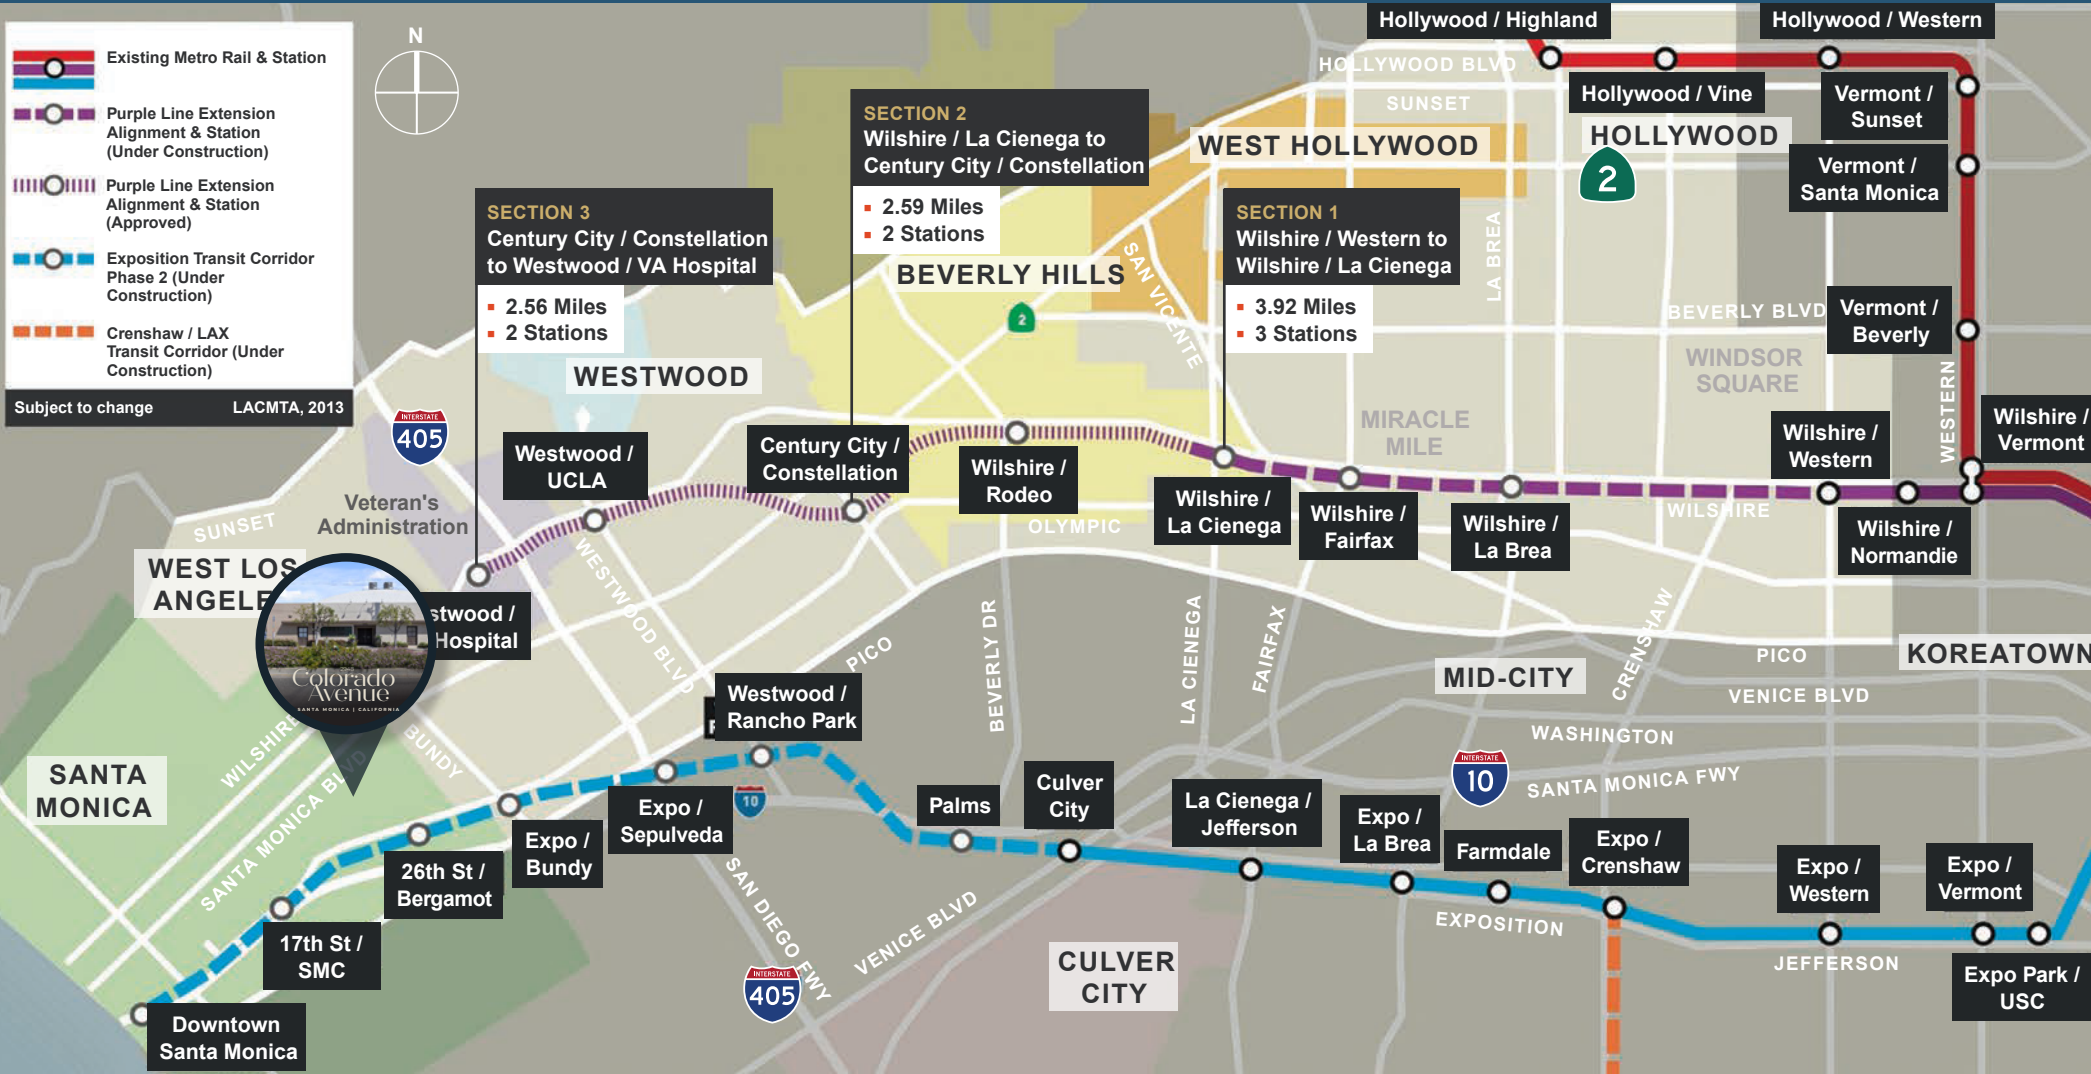 Existing Metro Rail & Station
Purple Line Extension
Alignment & Station
(Under Construction)
Purple Line Extension
Alignment & Station
(Approved)
Exposition Transit Corridor
Phase 2 (Under
Construction)
Crenshaw / LAX
Transit Corridor (Under
Construction)
Subject to change
LACMTA, 2013
N
SECTION 3
Century City / Constellation
to Westwood / VA Hospital
▪ 2.56 Miles
▪ 2 Stations
SECTION 2
Wilshire / La Cienega to
Century City / Constellation
▪ 2.59 Miles
▪ 2 Stations
SECTION 1
Wilshire / Western to
Wilshire / La Cienega
▪ 3.92 Miles
▪ 3 Stations
Hollywood / Highland
Hollywood / Western
HOLLYWOOD BLVD
SUNSET
Hollywood / Vine
Vermont /
Sunset
WEST HOLLYWOOD
HOLLYWOOD
2
Vermont /
Santa Monica
LA BREA
SAN VICENTE
BEVERLY HILLS
2
BEVERLY BLVD
Vermont /
Beverly
WINDSOR
SQUARE
WESTERN
WESTWOOD
MIRACLE
MILE
INTERSTATE
405
Westwood /
UCLA
Century City /
Constellation
Wilshire /
Rodeo
Wilshire /
La Cienega
Wilshire /
Fairfax
Wilshire /
La Brea
Wilshire /
Western
Wilshire /
Vermont
Wilshire /
Normandie
WILSHIRE
OLYMPIC
Veteran's
Administration
SUNSET
WEST LOS
ANGELE
stwood /
Hospital
Colorado
Avenue
SANTA MONICA | CALIFORNIA
WESTWOOD BLVD
PICO
BEVERLY DR
LA CIENEGA
FAIRFAX
CRENSHAW
MID-CITY
PICO
KOREATOWN
VENICE BLVD
WASHINGTON
INTERSTATE
10
SANTA MONICA FWY
Westwood /
Rancho Park
10
WILSHIRE
BUNDY
SANTA MONICA BLVD
SANTA
MONICA
Expo /
Sepulveda
Palms
Culver
City
La Cienega /
Jefferson
Expo /
La Brea
Farmdale
Expo /
Crenshaw
Expo /
Western
Expo /
Vermont
Expo /
Bundy
26th St /
Bergamot
17th St /
SMC
Downtown
Santa Monica
SAN DIEGO FWY
INTERSTATE
405
VENICE BLVD
CULVER
CITY
EXPOSITION
JEFFERSON
Expo Park /
USC